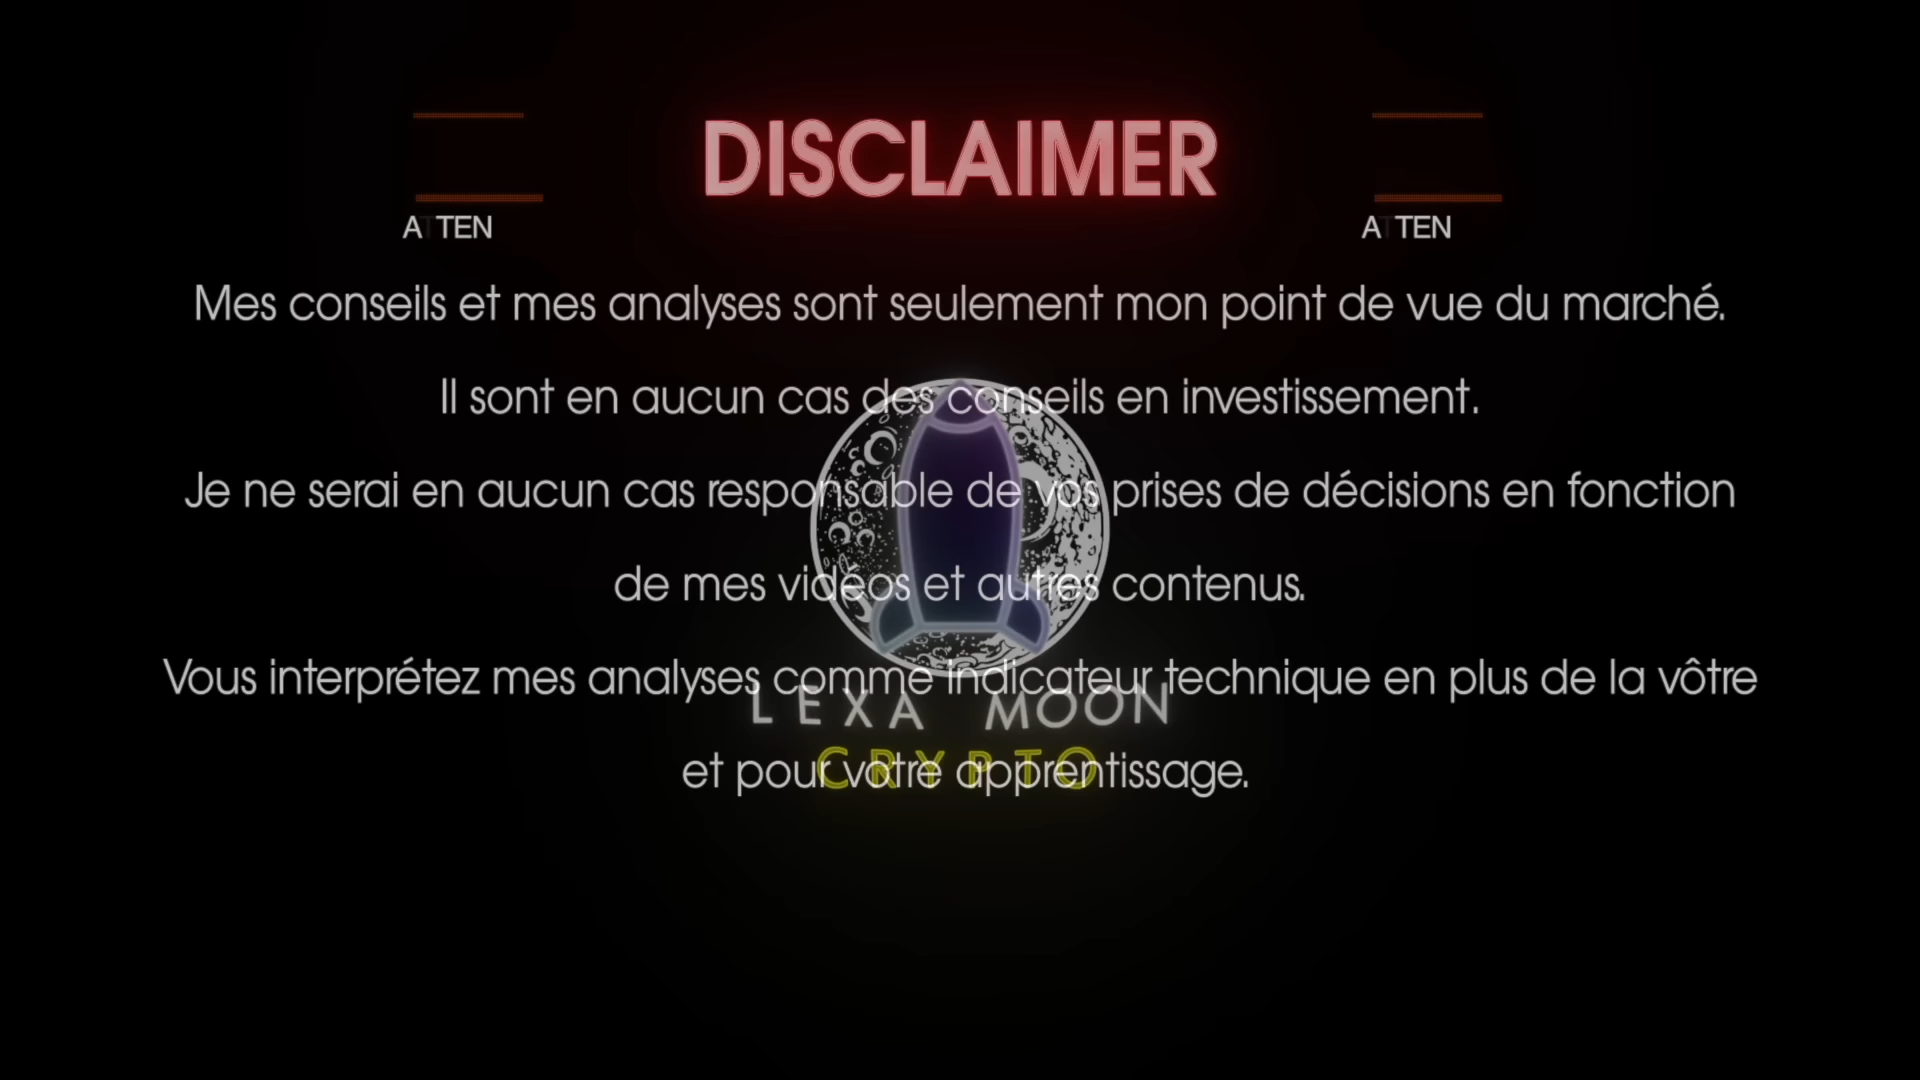 DISCLAIMER
ATTEN
ATTEN
Mes conseils et mes analyses sont seulement mon point de vue du marché.
Il sont en aucun cas des conseils en investissement.
Je ne serai en aucun cas responsable de vos prises de décisions en fonction
de mes vidéos et autres contenus.
Vous interprétez mes analyses comme indicateur technique en plus de la vôtre
LEXA MOON
et pour votre apprentissage.
CRYPTO